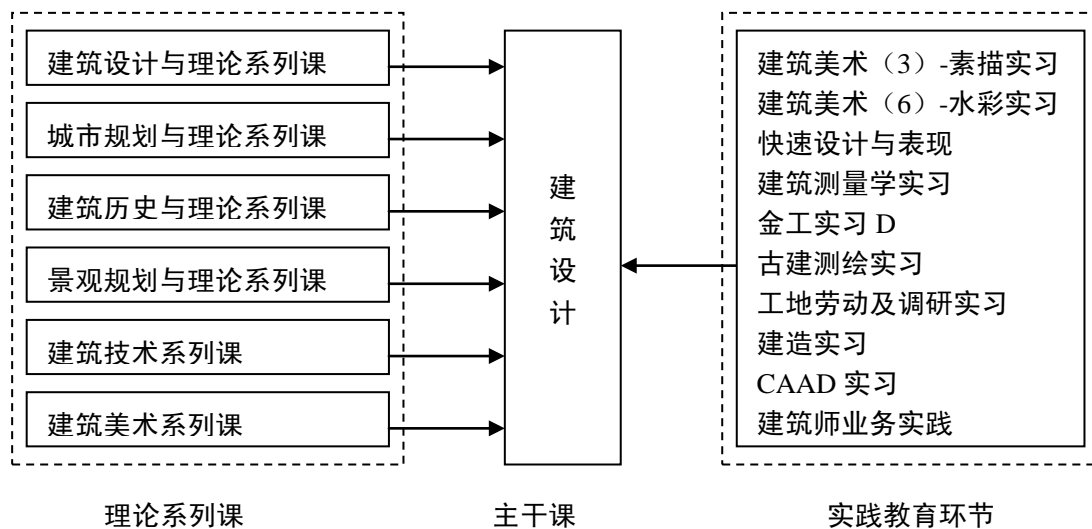 建筑设计与理论系列课
城市规划与理论系列课
建筑历史与理论系列课
景观规划与理论系列课
建筑技术系列课
建筑美术系列课
建
筑
设
计
建筑美术（3）-素描实习
建筑美术（6）-水彩实习
快速设计与表现
建筑测量学实习
金工实习 D
古建测绘实习
工地劳动及调研实习
建造实习
CAAD 实习
建筑师业务实践
理论系列课
主干课
实践教育环节